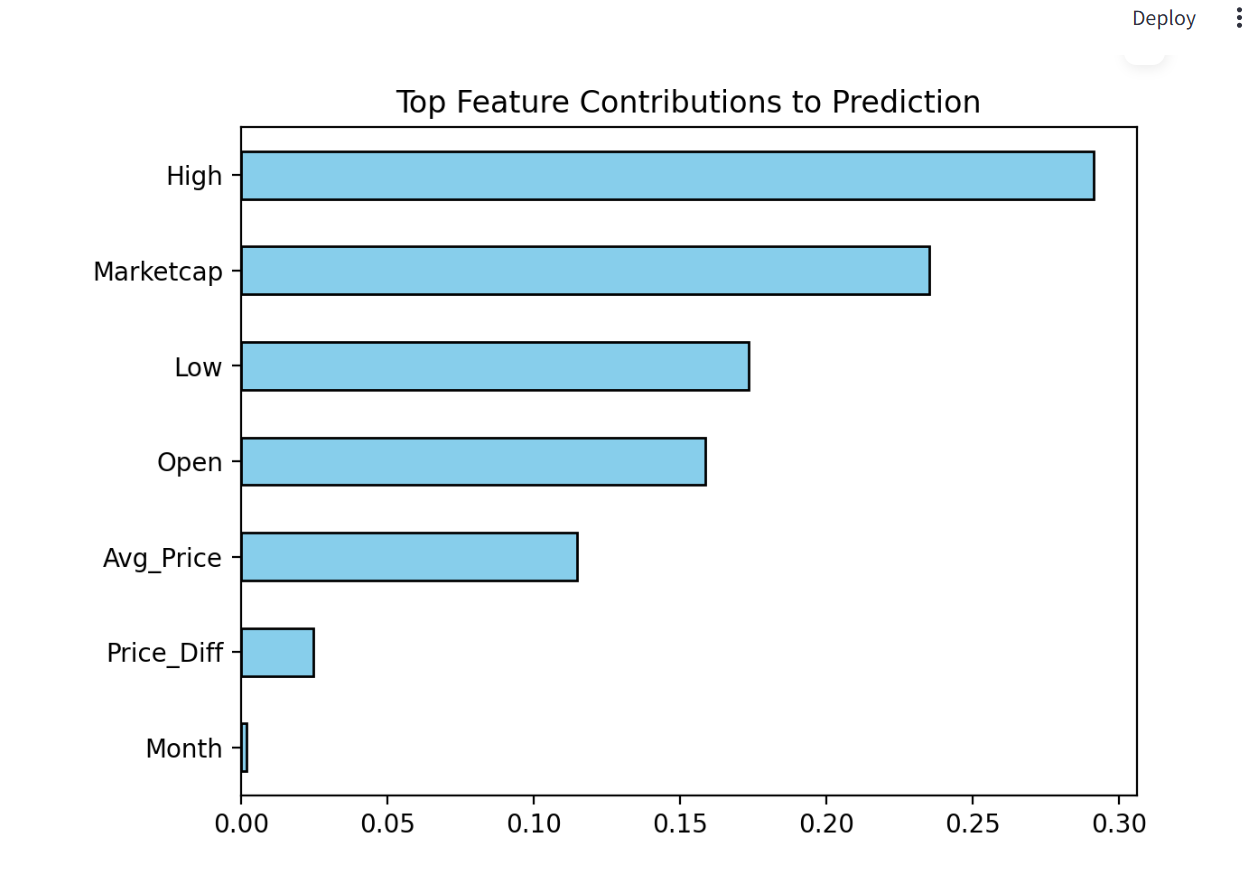 Deploy
Top Feature Contributions to Prediction
High
Marketcap
Low
Open
Avg_Price
Price_Diff
Month
0.00 0.05 0.10 0.15 0.20 0.25 0.30